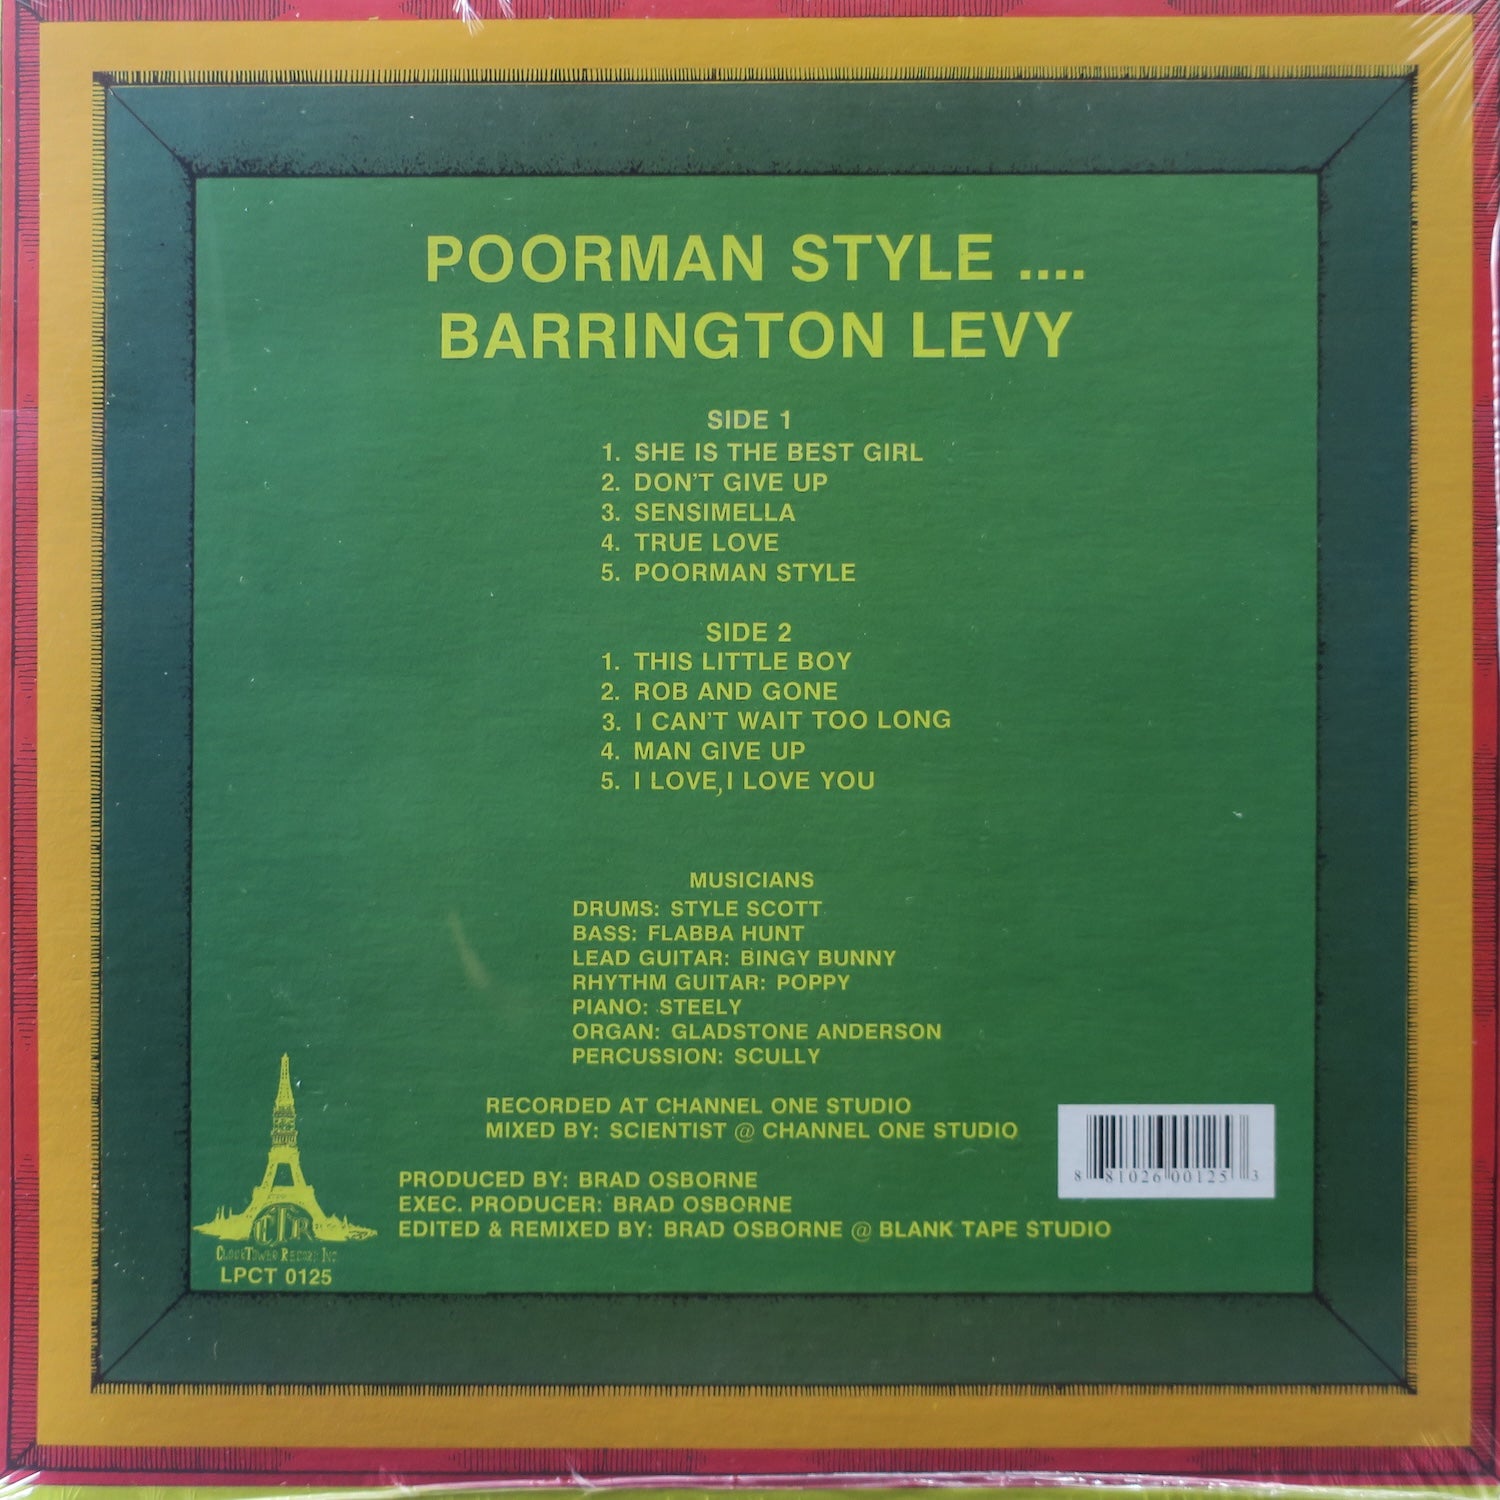 POORMAN STYLE ....
BARRINGTON LEVY
SIDE 1
1. SHE IS THE BEST GIRL
2. DON'T GIVE UP
3. SENSIMELLA
4. TRUE LOVE
5. POORMAN STYLE
SIDE 2
1. THIS LITTLE BOY
2. ROB AND GONE
3. I CAN'T WAIT TOO LONG
4. MAN GIVE UP
5. I LOVE, I LOVE YOU
MUSICIANS
DRUMS: STYLE SCOTT
BASS: FLABBA HUNT
LEAD GUITAR: BINGY BUNNY
RHYTHM GUITAR: POPPY
PIANO: STEELY
ORGAN: GLADSTONE ANDERSON
PERCUSSION: SCULLY
RECORDED AT CHANNEL ONE STUDIO
MIXED BY: SCIENTIST @ CHANNEL ONE STUDIO
PRODUCED BY: BRAD OSBORNE
EXEC. PRODUCER: BRAD OSBORNE
EDITED & REMIXED BY: BRAD OSBORNE @ BLANK TAPE STUDIO
CTR
CLOCKTOWER RECORD INC
LPCT 0125
8 81026 00125 3